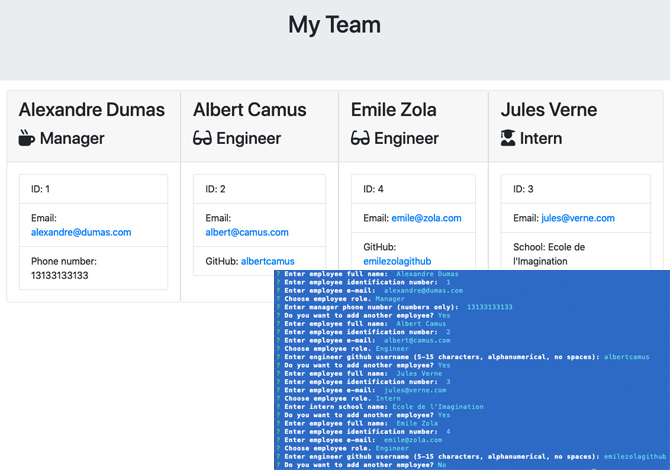 My Team
Alexandre Dumas
Manager
ID: 1
Email:
alexandre@dumas.com
Phone number:
13133133133
Albert Camus
Engineer
ID: 2
Email:
albert@camus.com
GitHub: albertcamus
Emile Zola
Engineer
ID: 4
Email: emile@zola.com
GitHub:
emilezolagithub
Jules Verne
Intern
ID: 3
Email: jules@verne.com
School: Ecole de
l'Imagination
? Enter employee full name: Alexandre Dumas
? Enter employee identification number: 1
? Enter employee e-mail: alexandre@dumas.com
? Choose employee role. Manager
? Enter manager phone number (numbers only): 13133133133
? Do you want to add another employee? Yes
? Enter employee full name: Albert Camus
? Enter employee identification number: 2
? Enter employee e-mail: albert@camus.com
? Choose employee role. Engineer
? Enter engineer github username (5-15 characters, alphanumerical, no spaces): albertcamus
? Do you want to add another employee? Yes
? Enter employee full name: Jules Verne
? Enter employee identification number: 3
? Enter employee e-mail: jules@verne.com
? Choose employee role. Intern
? Enter intern school name: Ecole de l'Imagination
? Do you want to add another employee? Yes
? Enter employee full name: Emile Zola
? Enter employee identification number: 4
? Enter employee e-mail: emile@zola.com
? Choose employee role. Engineer
? Enter engineer github username (5-15 characters, alphanumerical, no spaces): emilezolagithub
? Do you want to add another employee? No